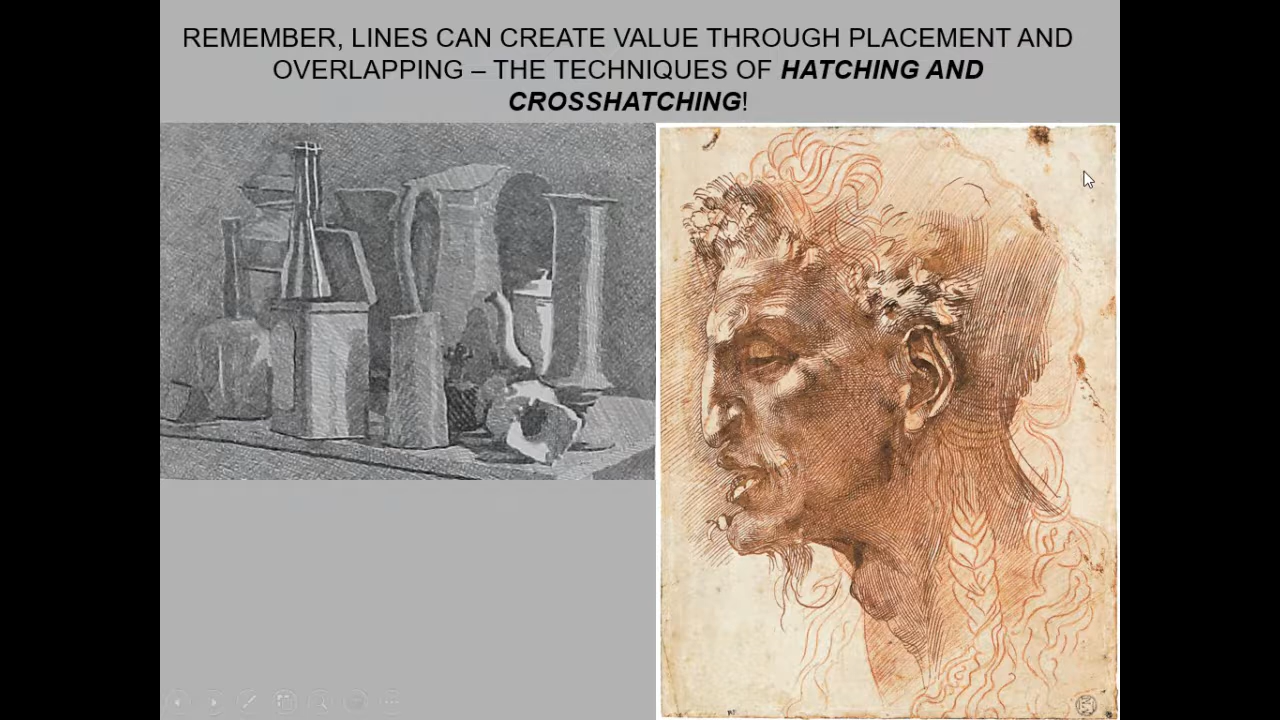 REMEMBER, LINES CAN CREATE VALUE THROUGH PLACEMENT AND
OVERLAPPING – THE TECHNIQUES OF HATCHING AND
CROSSHATCHING!